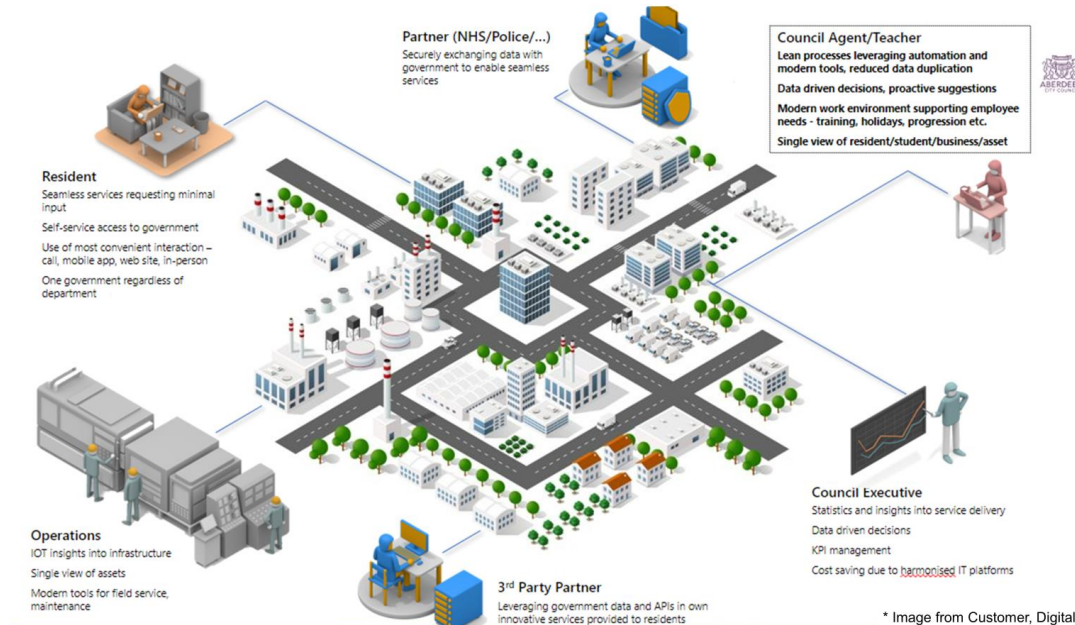 Partner (NHS/Police/...)
Securely exchanging data with
government to enable seamless
services
Council Agent/Teacher
Lean processes leveraging automation and
modern tools, reduced data duplication
Data driven decisions, proactive suggestions
Modern work environment supporting employee
needs - training, holidays, progression etc.
Single view of resident/student/business/asset
ABERDEE
CITY COUNC
Resident
Seamless services requesting minimal
input
Self-service access to government
Use of most convenient interaction –
call, mobile app, web site, in-person
One government regardless of
department
Operations
IOT insights into infrastructure
Single view of assets
Modern tools for field service,
maintenance
3rd Party Partner
Leveraging government data and APIs in own
innovative services provided to residents
Council Executive
Statistics and insights into service delivery
Data driven decisions
KPI management
Cost saving due to harmonised IT platforms
* Image from Customer, Digital